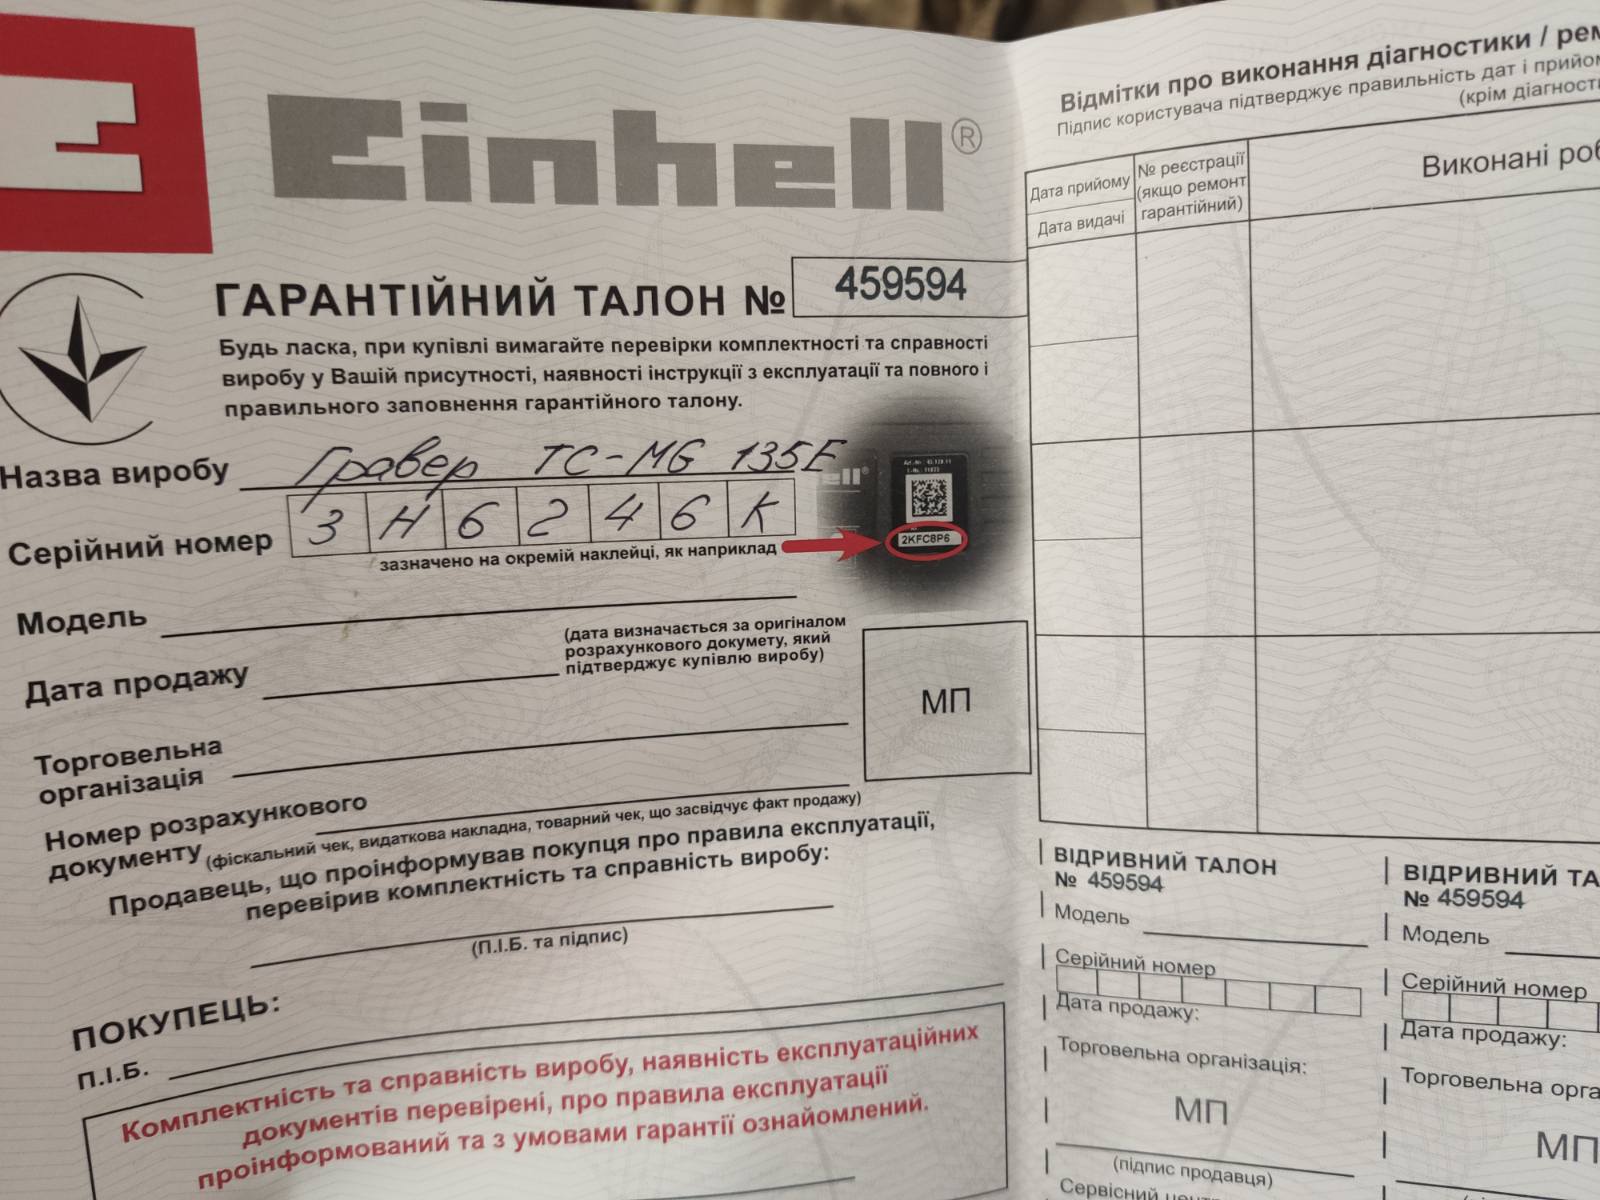 Einhell®
ГАРАНТІЙНИЙ ТАЛОН № 459594
Будь ласка, при купівлі вимагайте перевірки комплектності та справності
виробу у Вашій присутності, наявності інструкції з експлуатації та повного і
правильного заповнення гарантійного талону.
Назва виробу Гравер TC-MG 135E
Серійний номер 3 H 6 2 4 6 K
зазначено на окремій наклейці, як наприклад
2KFC8P6
Модель
Дата продажу
(дата визначається за оригіналом
розрахункового докумету, який
підтверджує купівлю виробу)
МП
Торговельна
організація
Номер розрахункового
документу (фіскальний чек, видаткова накладна, товарний чек, що засвідчує факт продажу)
Продавець, що проінформував покупця про правила експлуатації,
перевірив комплектність та справність виробу:
(П.І.Б. та підпис)
ПОКУПЕЦЬ:
П.І.Б.
Комплектність та справність виробу, наявність експлуатаційних
документів перевірені, про правила експлуатації
проінформований та з умовами гарантії ознайомлений.
Відмітки про виконання діагностики /
Підпис користувача підтверджує правильність дат і
(крім
Дата прийому
Дата видачі
№ реєстрації
(якщо ремонт
гарантійний)
Виконані
ВІДРИВНИЙ ТАЛОН
№ 459594
Модель
Серійний номер
Дата продажу:
Торговельна організація:
МП
(підпис продавця)
Сервісний
ВІДРИВНИЙ
№ 459594
Модель
Серійний номер
Дата продажу:
Торговельна
МП